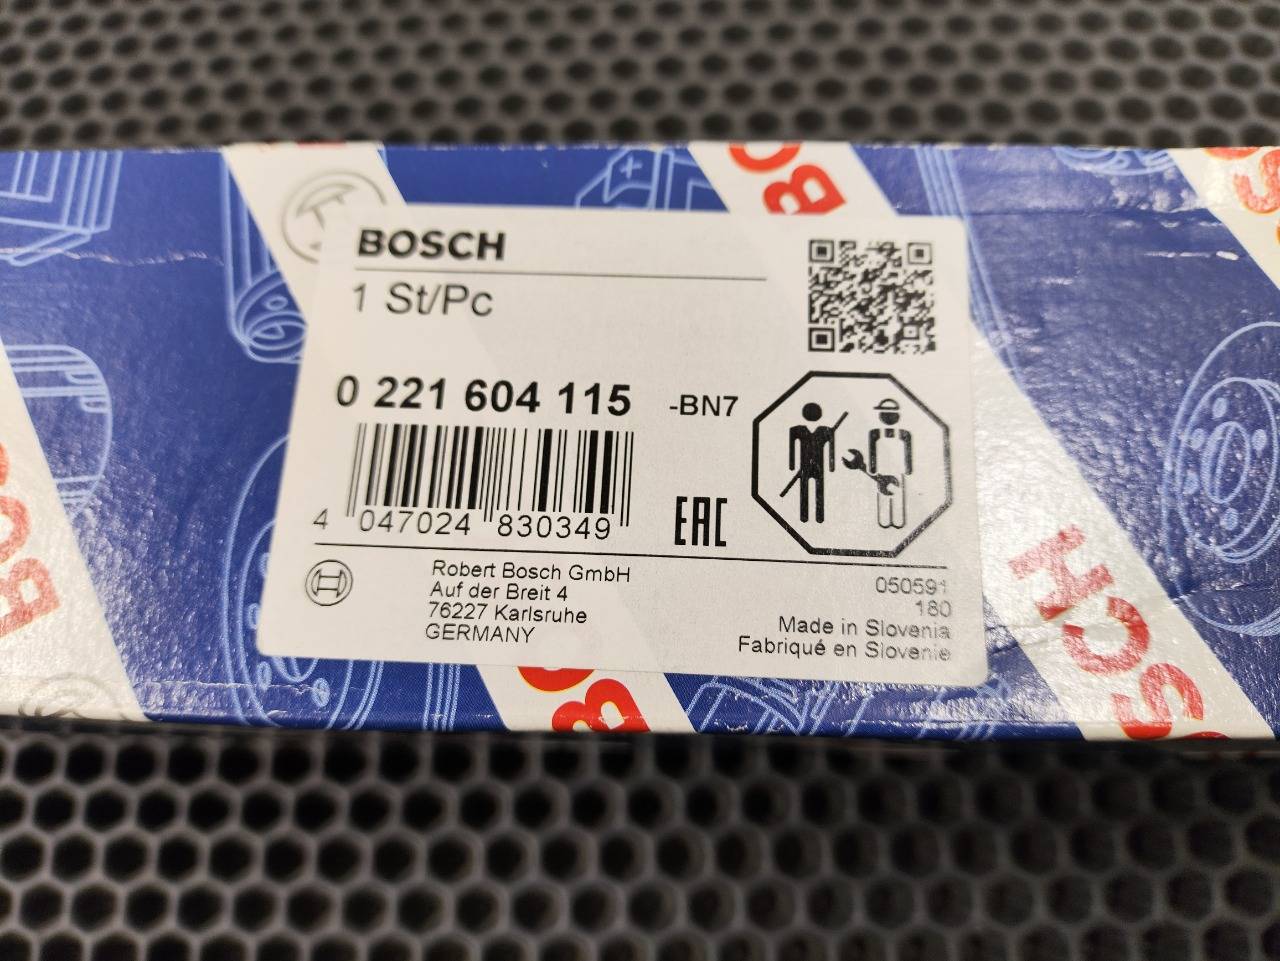 BOSCH
1 St/Pc
0 221 604 115 -BN7
4 047024 830349
EAC
Robert Bosch GmbH
Auf der Breit 4
76227 Karlsruhe
GERMANY
050591
180
Made in Slovenia
Fabriqué en Slovenie